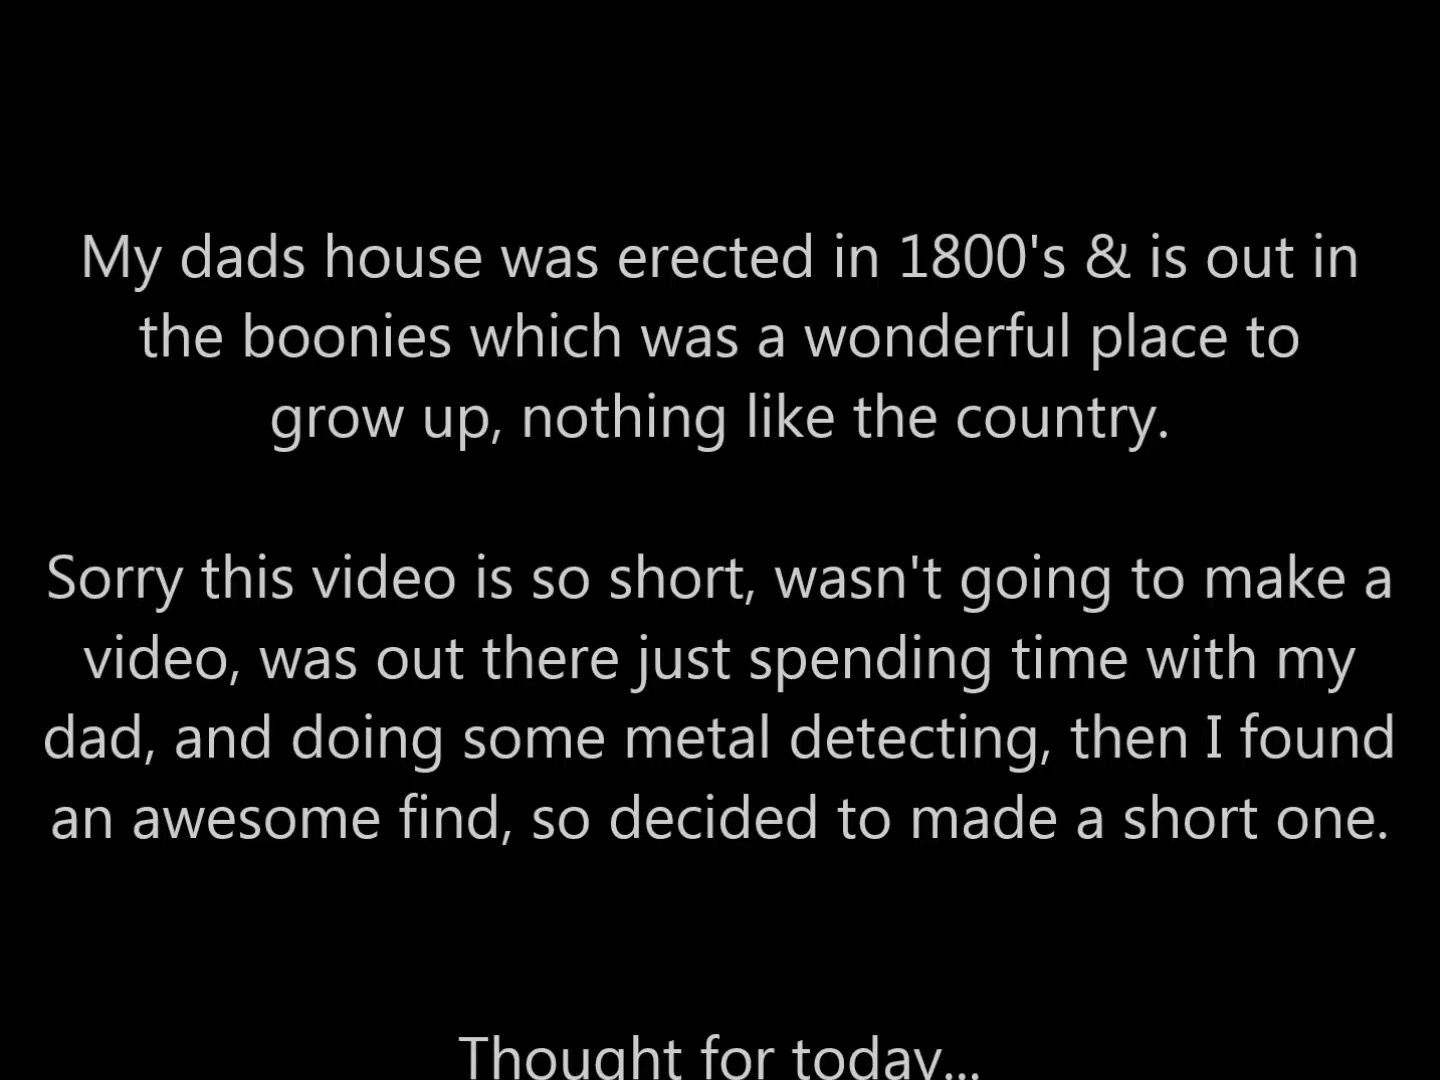 My dads house was erected in 1800's & is out in
the boonies which was a wonderful place to
grow up, nothing like the country.
Sorry this video is so short, wasn't going to make a
video, was out there just spending time with my
dad, and doing some metal detecting, then I found
an awesome find, so decided to made a short one.
Thought for today...